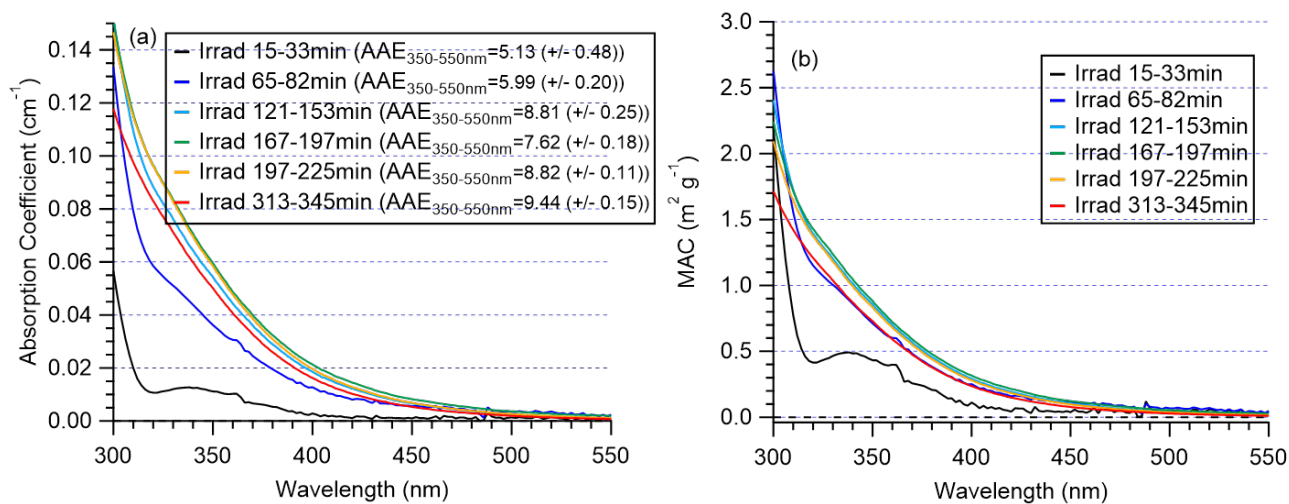 (a)
Irrad 15-33min (AAE350-550nm=5.13 (+/- 0.48))
Irrad 65-82min (AAE350-550nm=5.99 (+/- 0.20))
Irrad 121-153min (AAE350-550nm=8.81 (+/- 0.25))
Irrad 167-197min (AAE350-550nm=7.62 (+/- 0.18))
Irrad 197-225min (AAE350-550nm=8.82 (+/- 0.11))
Irrad 313-345min (AAE350-550nm=9.44 (+/- 0.15))
Absorption Coefficient (cm⁻¹)
0.14
0.12
0.10
0.08
0.06
0.04
0.02
0.00
300 350 400 450 500 550
Wavelength (nm)
(b)
Irrad 15-33min
Irrad 65-82min
Irrad 121-153min
Irrad 167-197min
Irrad 197-225min
Irrad 313-345min
MAC (m² g⁻¹)
3.0
2.5
2.0
1.5
1.0
0.5
0.0
300 350 400 450 500 550
Wavelength (nm)